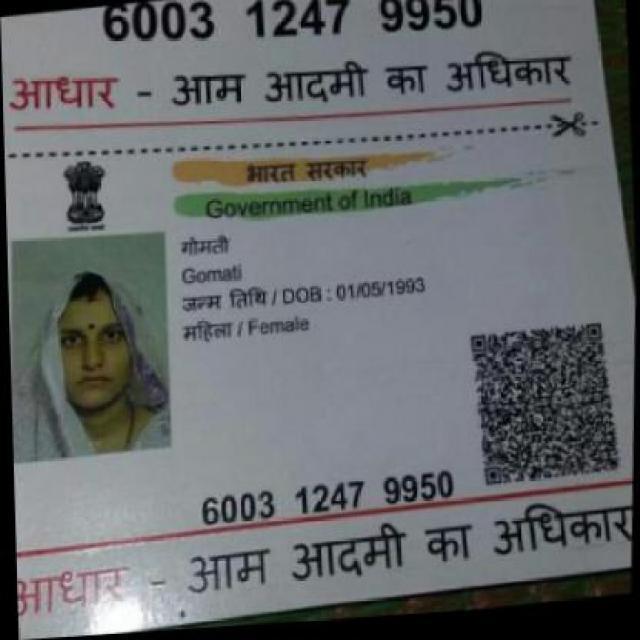 6003 1247 9950
आधार - आम आदमी का अधिकार
भारत सरकार
Government of India
गोमती
Gomati
जन्म तिथि / DOB : 01/05/1993
महिला / Female
6003 1247 9950
आधार - आम आदमी का अधिकार